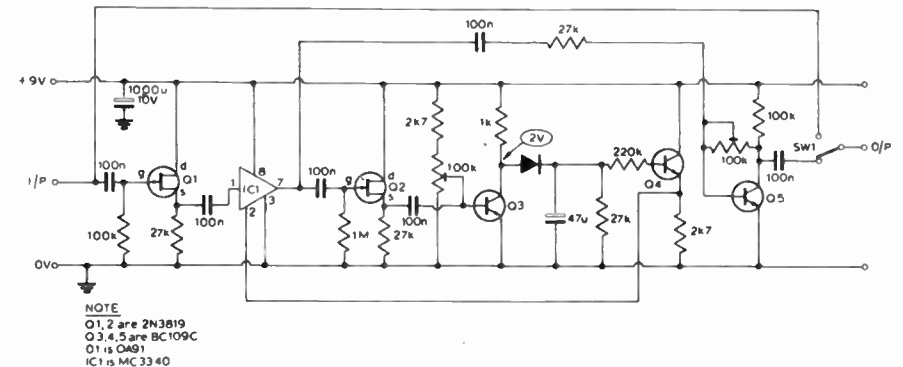 100n
27k
+9V
1000u
10V
2k7
1k
2V
100k
SW1
O/P
I/P
100n
g
d
s
Q1
1
IC1
8
7
2
3
100n
100n
g
d
s
Q2
100n
100k
Q3
220k
Q4
100k
100n
Q5
100k
27k
1M
27k
47u
27k
2k7
0V
NOTE
Q1,2 are 2N3819
Q3,4,5 are BC109C
D1 is OA91
IC1 is MC3340